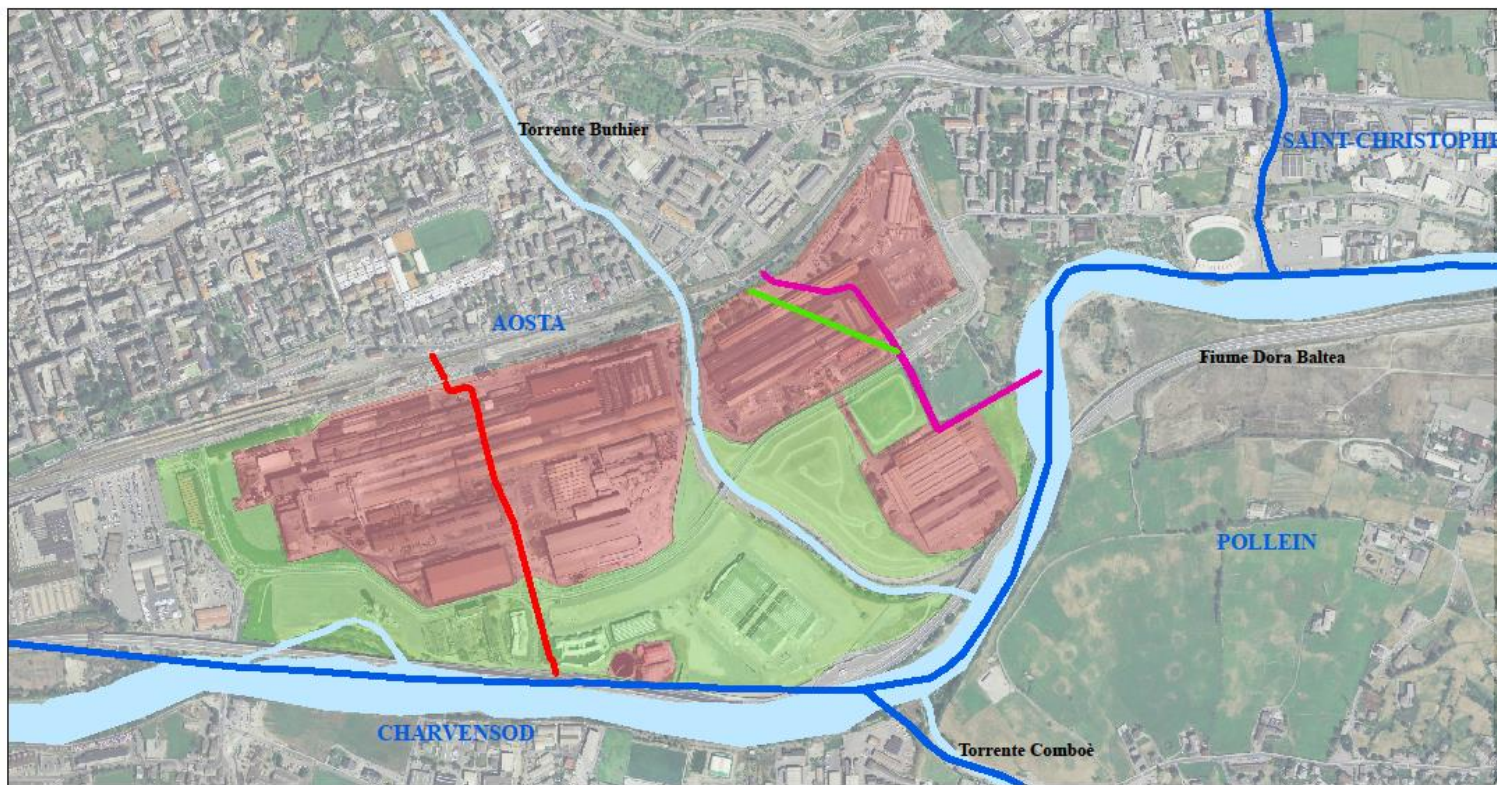 Torrente Buthier
SAINT-CHRISTOPHE
AOSTA
Fiume Dora Baltea
POLLEIN
CHARVENSOD
Torrente Comboè